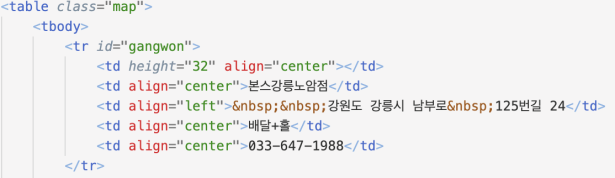 <table class="map">
<tbody>
<tr id="gangwon">
<td height="32" align="center"></td>
<td align="center">본스강릉노암점</td>
<td align="left">&nbsp;&nbsp;강원도 강릉시 남부로&nbsp;125번길 24</td>
<td align="center">배달+홀</td>
<td align="center">033-647-1988</td>
</tr>